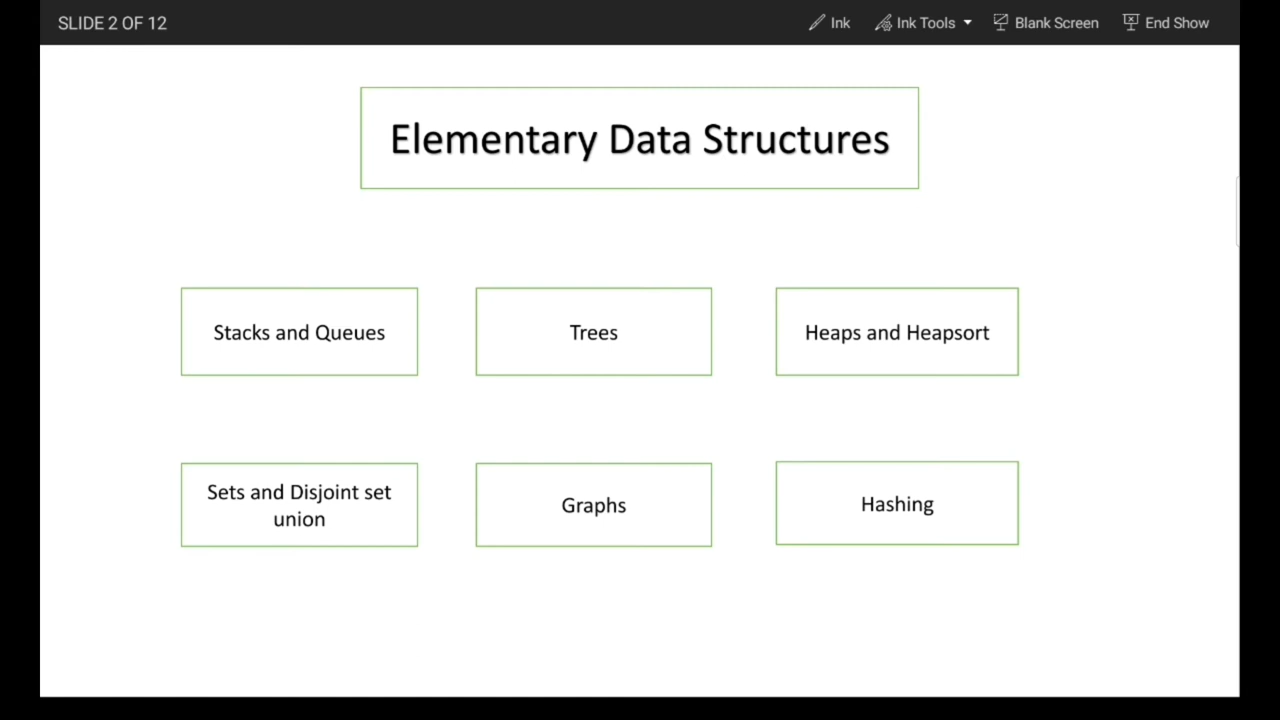 SLIDE 2 OF 12
Ink
Ink Tools
Blank Screen
End Show
Elementary Data Structures
Stacks and Queues
Trees
Heaps and Heapsort
Sets and Disjoint set
union
Graphs
Hashing